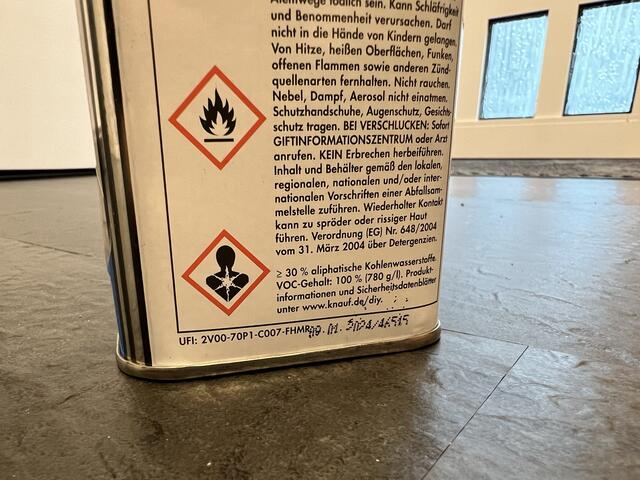 Atemwege tödlich sein. Kann Schläfrigkeit
und Benommenheit verursachen. Darf
nicht in die Hände von Kindern gelangen.
Von Hitze, heißen Oberflächen, Funken,
offenen Flammen sowie anderen Zünd-
quellenarten fernhalten. Nicht rauchen.
Nebel, Dampf, Aerosol nicht einatmen.
Schutzhandschuhe, Augenschutz, Gesichts-
schutz tragen. BEI VERSCHLUCKEN: Sofort
GIFTINFORMATIONSZENTRUM oder Arzt
anrufen. KEIN Erbrechen herbeiführen.
Inhalt und Behälter gemäß den lokalen,
regionalen, nationalen und/oder inter-
nationalen Vorschriften einer Abfallsam-
melstelle zuführen. Wiederholter Kontakt
kann zu spröder oder rissiger Haut
führen. Verordnung (EG) Nr. 648/2004
vom 31. März 2004 über Detergenzien.
≥ 30 % aliphatische Kohlenwasserstoffe.
VOC-Gehalt: 100 % (780 g/l). Produkt-
informationen und Sicherheitsdatenblätter
unter www.knauf.de/diy.
UFI: 2V00-70P1-C007-FHMR